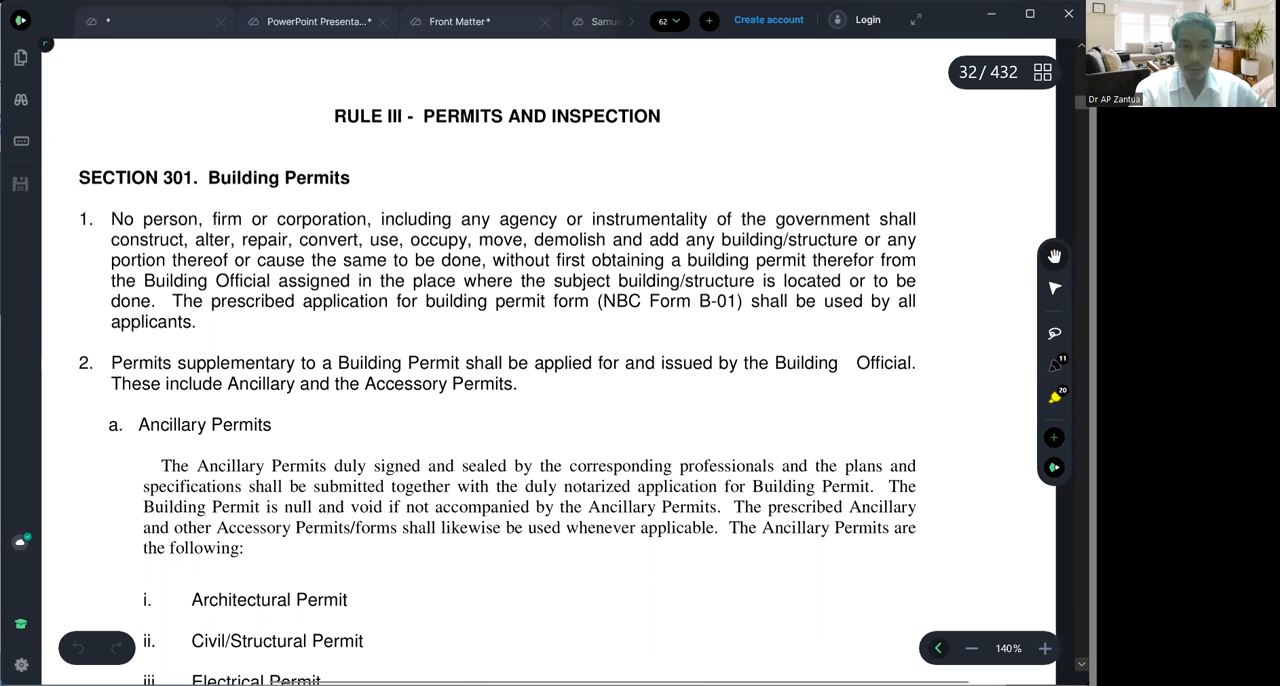 *
PowerPoint Presenta...*
Front Matter*
Samu
62
Create account
Login
32/432
Dr AP Zantua
RULE III - PERMITS AND INSPECTION
SECTION 301. Building Permits
1. No person, firm or corporation, including any agency or instrumentality of the government shall
construct, alter, repair, convert, use, occupy, move, demolish and add any building/structure or any
portion thereof or cause the same to be done, without first obtaining a building permit therefor from
the Building Official assigned in the place where the subject building/structure is located or to be
done. The prescribed application for building permit form (NBC Form B-01) shall be used by all
applicants.
2. Permits supplementary to a Building Permit shall be applied for and issued by the Building Official.
These include Ancillary and the Accessory Permits.
11
20
a. Ancillary Permits
The Ancillary Permits duly signed and sealed by the corresponding professionals and the plans and
specifications shall be submitted together with the duly notarized application for Building Permit. The
Building Permit is null and void if not accompanied by the Ancillary Permits. The prescribed Ancillary
and other Accessory Permits/forms shall likewise be used whenever applicable. The Ancillary Permits are
the following:
i. Architectural Permit
ii. Civil/Structural Permit
140%
iii Electrical Permit